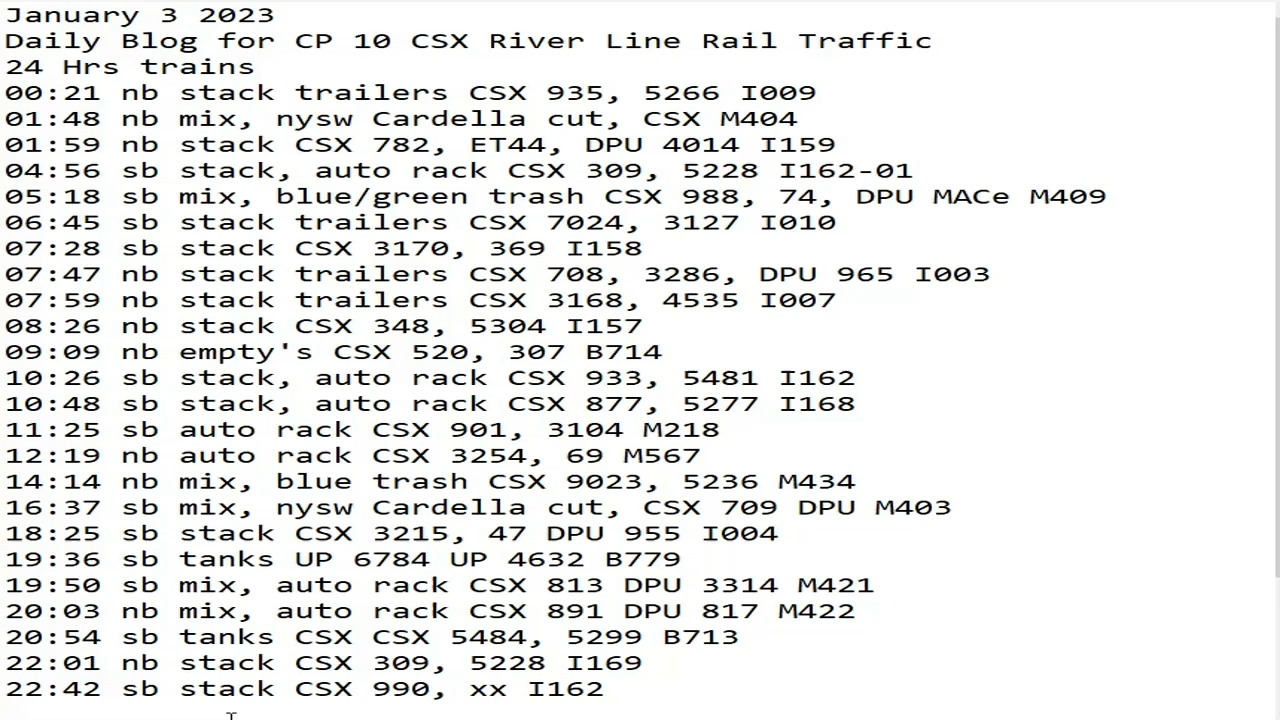 January 3 2023
Daily Blog for CP 10 CSX River Line Rail Traffic
24 Hrs trains
00:21 nb stack trailers CSX 935, 5266 I009
01:48 nb mix, nysw Cardella cut, CSX M404
01:59 nb stack CSX 782, ET44, DPU 4014 I159
04:56 sb stack, auto rack CSX 309, 5228 I162-01
05:18 sb mix, blue/green trash CSX 988, 74, DPU MACe M409
06:45 sb stack trailers CSX 7024, 3127 I010
07:28 sb stack CSX 3170, 369 I158
07:47 nb stack trailers CSX 708, 3286, DPU 965 I003
07:59 nb stack trailers CSX 3168, 4535 I007
08:26 nb stack CSX 348, 5304 I157
09:09 nb empty's CSX 520, 307 B714
10:26 sb stack, auto rack CSX 933, 5481 I162
10:48 sb stack, auto rack CSX 877, 5277 I168
11:25 sb auto rack CSX 901, 3104 M218
12:19 nb auto rack CSX 3254, 69 M567
14:14 nb mix, blue trash CSX 9023, 5236 M434
16:37 sb mix, nysw Cardella cut, CSX 709 DPU M403
18:25 sb stack CSX 3215, 47 DPU 955 I004
19:36 sb tanks UP 6784 UP 4632 B779
19:50 sb mix, auto rack CSX 813 DPU 3314 M421
20:03 nb mix, auto rack CSX 891 DPU 817 M422
20:54 sb tanks CSX CSX 5484, 5299 B713
22:01 nb stack CSX 309, 5228 I169
22:42 sb stack CSX 990, xx I162